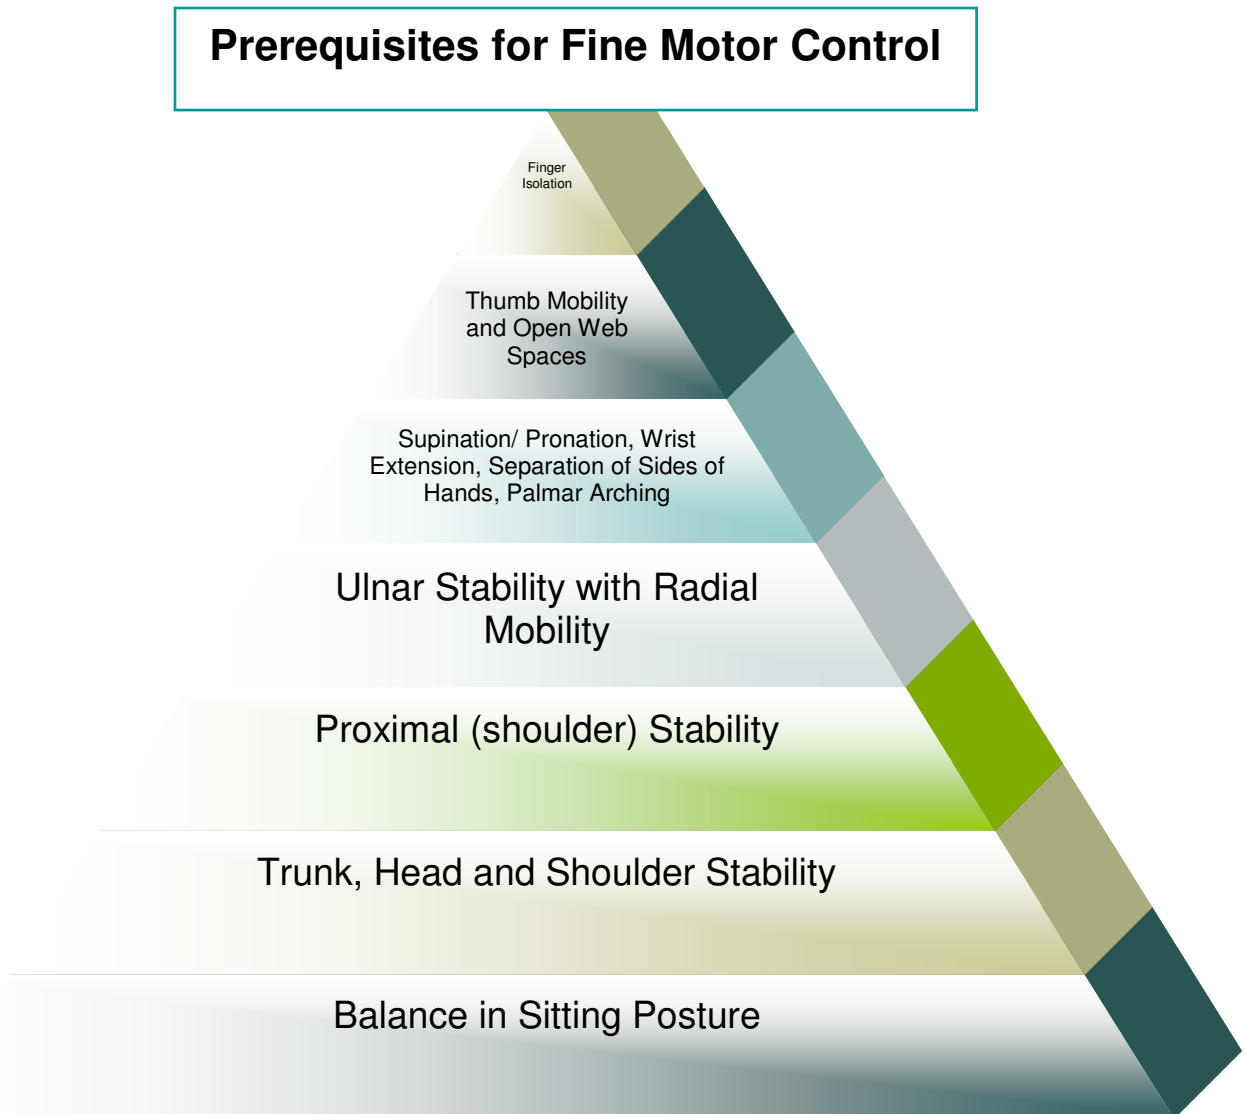 Prerequisites for Fine Motor Control
Finger
Isolation
Thumb Mobility
and Open Web
Spaces
Supination/ Pronation, Wrist
Extension, Separation of Sides of
Hands, Palmar Arching
Ulnar Stability with Radial
Mobility
Proximal (shoulder) Stability
Trunk, Head and Shoulder Stability
Balance in Sitting Posture